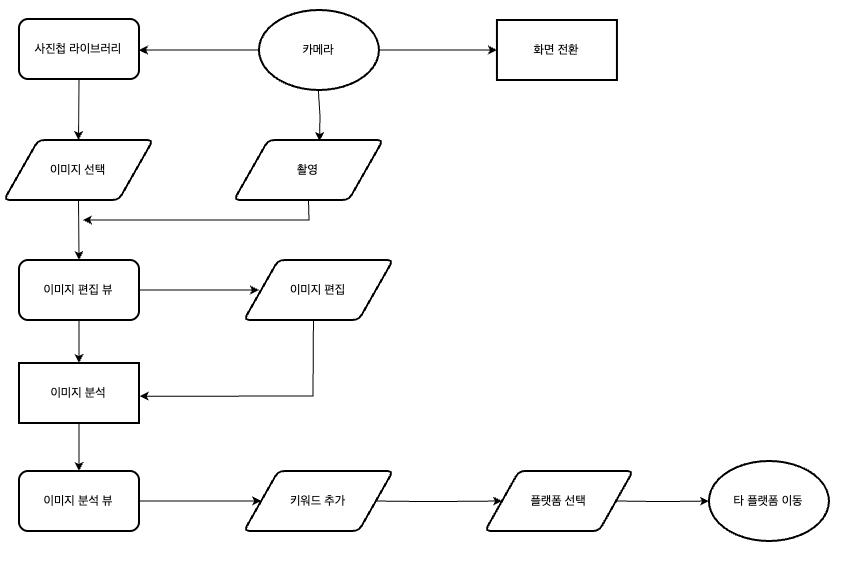 사진첩 라이브러리
카메라
화면 전환
이미지 선택
촬영
이미지 편집 뷰
이미지 편집
이미지 분석
이미지 분석 뷰
키워드 추가
플랫폼 선택
타 플랫폼 이동